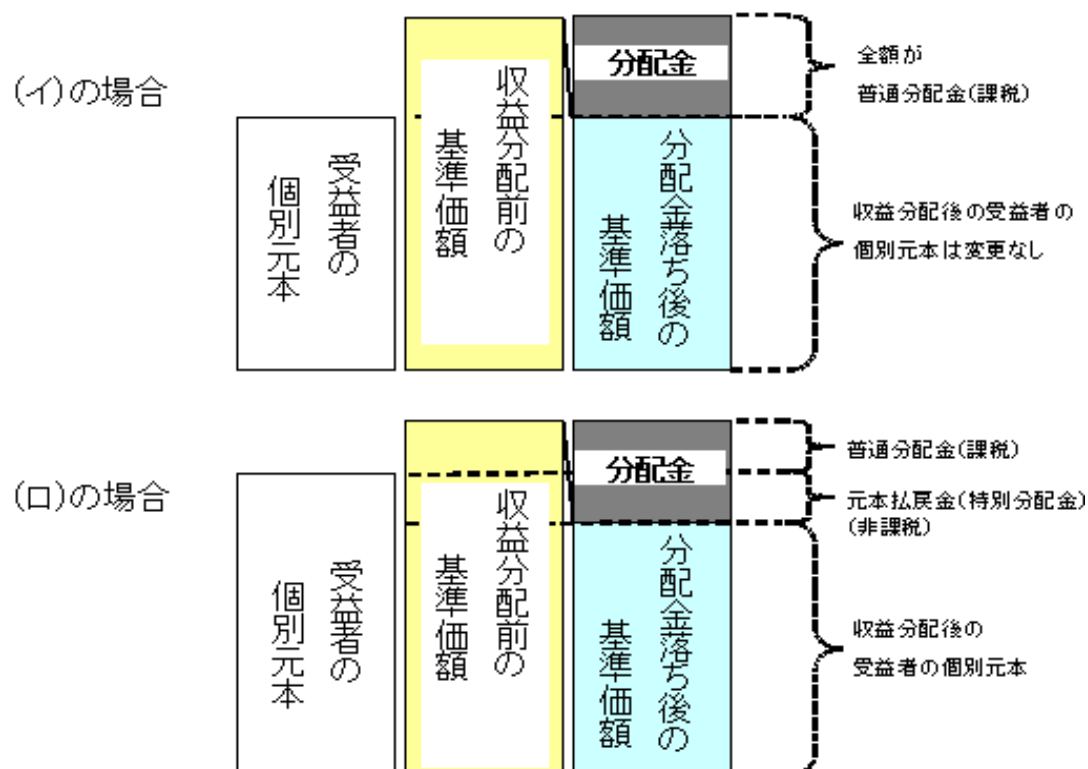 (イ)の場合
受益者の
個別元本
収益分配前の
基準価額
分配金
分配金落ち後の
基準価額
全額が
普通分配金(課税)
収益分配後の受益者の
個別元本は変更なし
(ロ)の場合
受益者の
個別元本
収益分配前の
基準価額
分配金
分配金落ち後の
基準価額
普通分配金(課税)
元本払戻金(特別分配金)
(非課税)
収益分配後の
受益者の個別元本